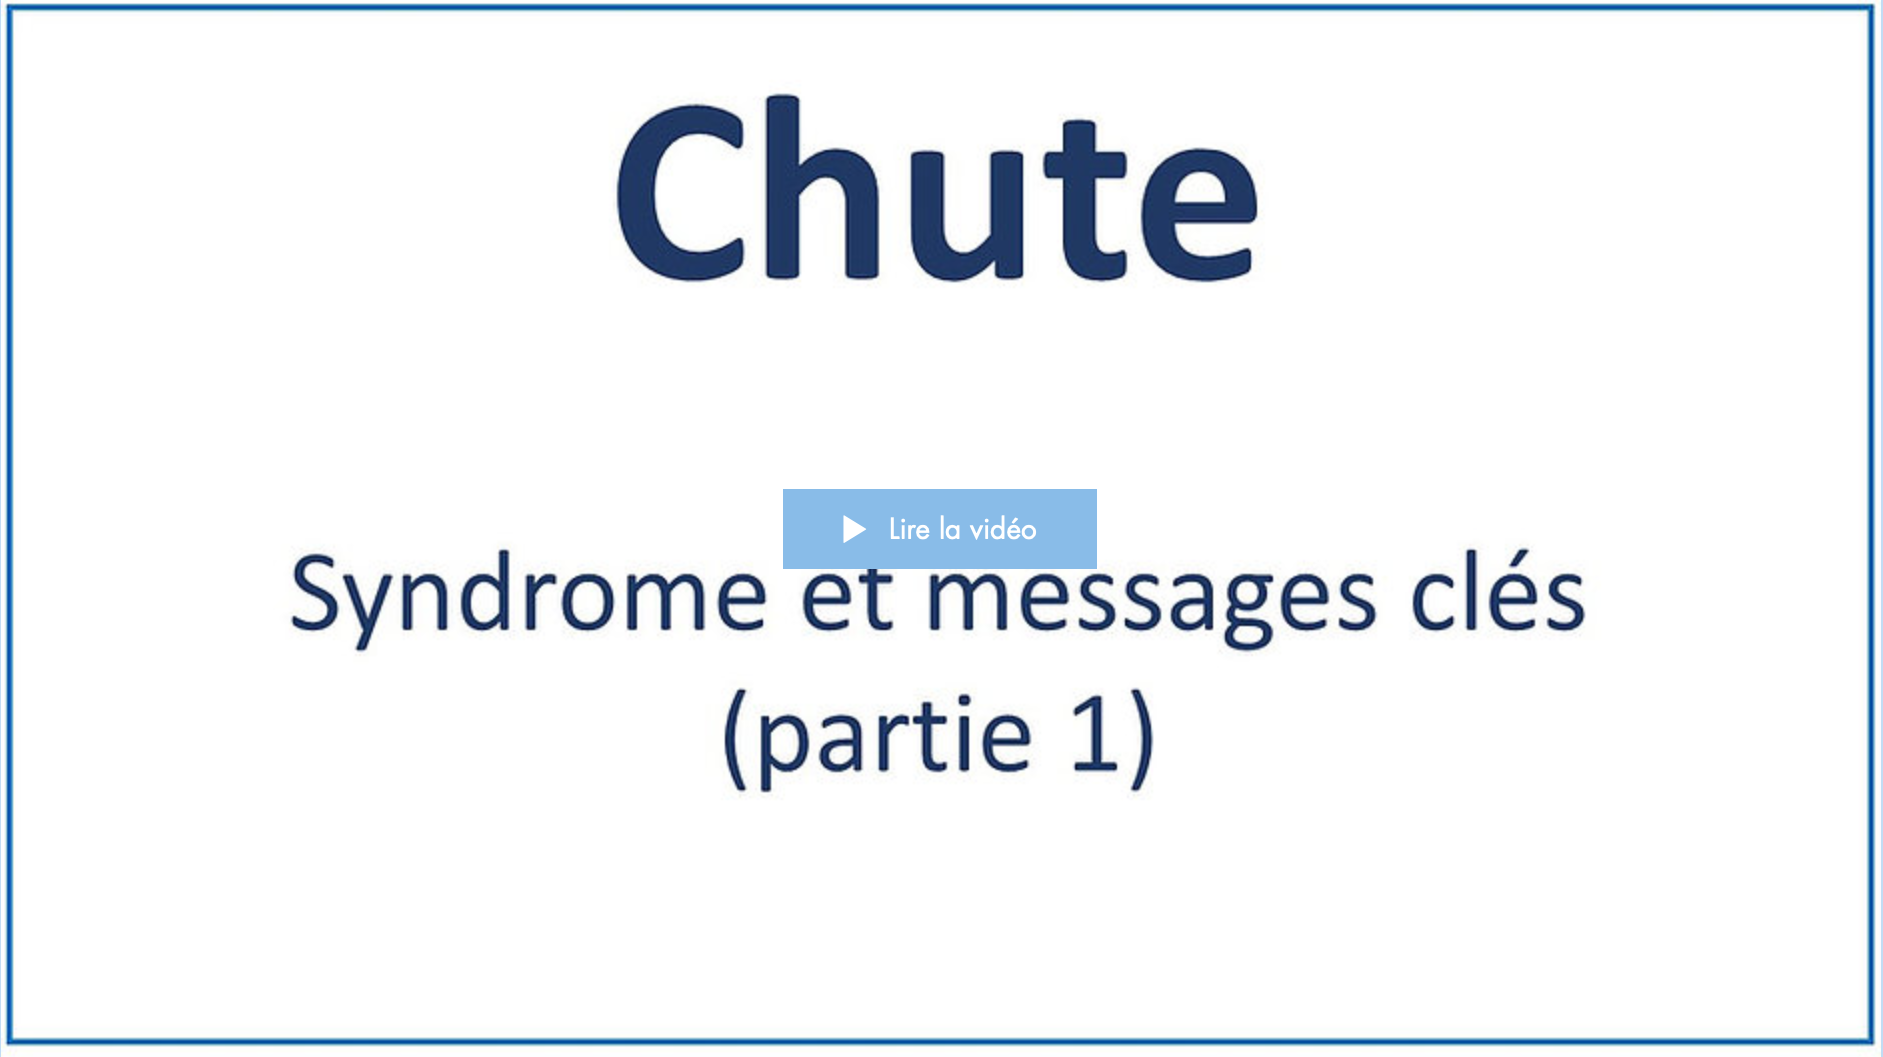 Chute
Lire la vidéo
Syndrome et messages clés
(partie 1)